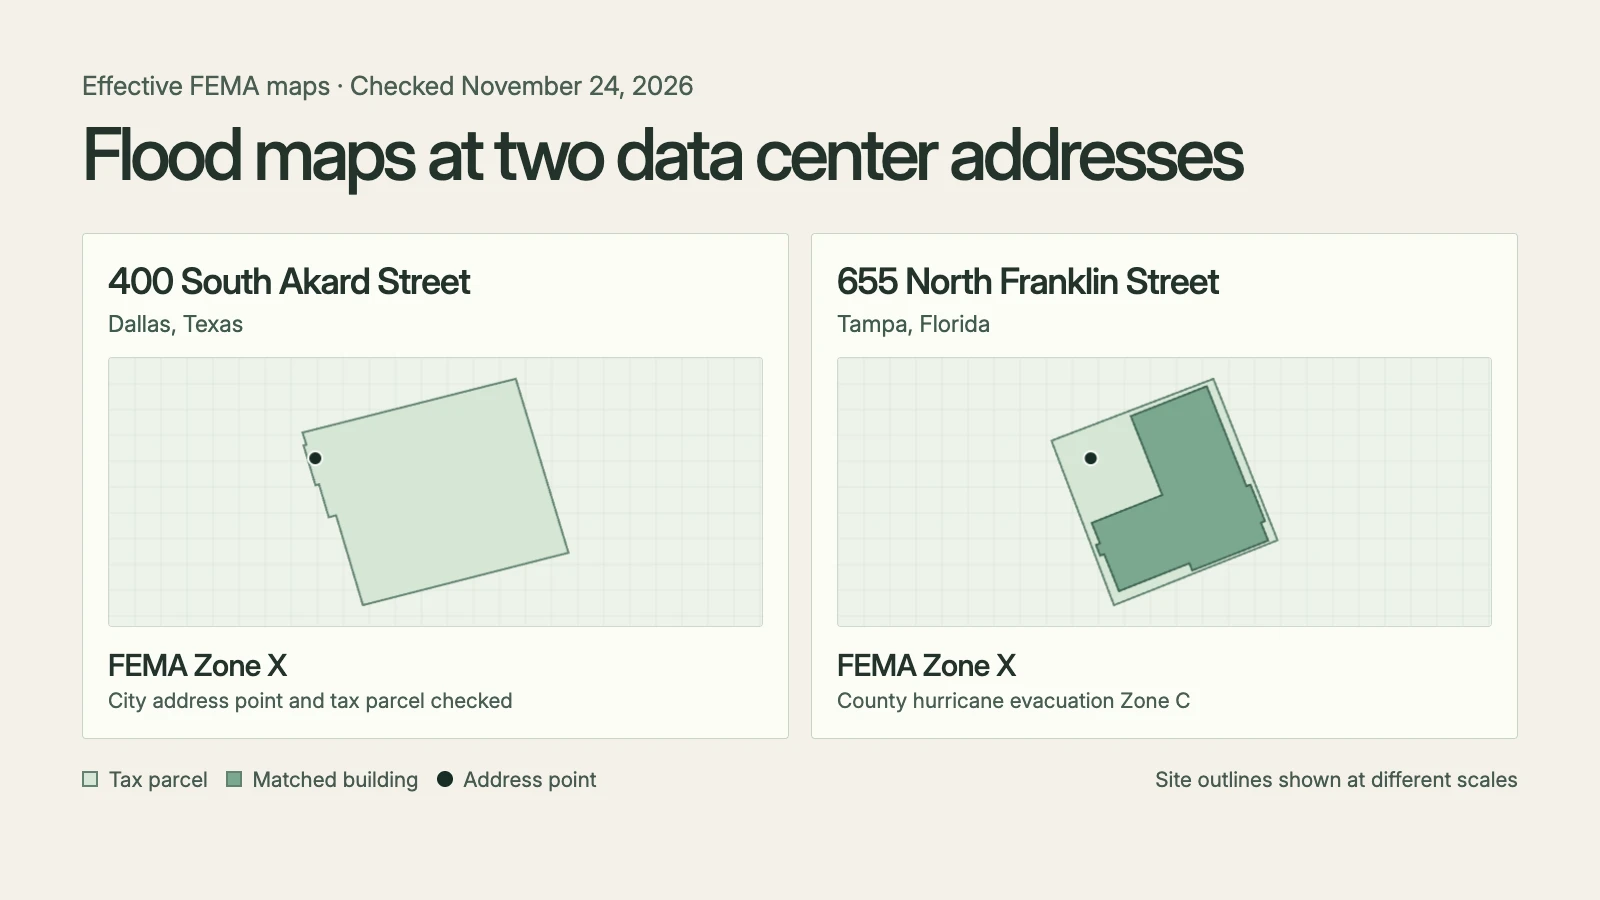 Effective FEMA maps · Checked November 24, 2026
Flood maps at two data center addresses
400 South Akard Street
Dallas, Texas
FEMA Zone X
City address point and tax parcel checked
655 North Franklin Street
Tampa, Florida
FEMA Zone X
County hurricane evacuation Zone C
Tax parcel
Matched building
Address point
Site outlines shown at different scales